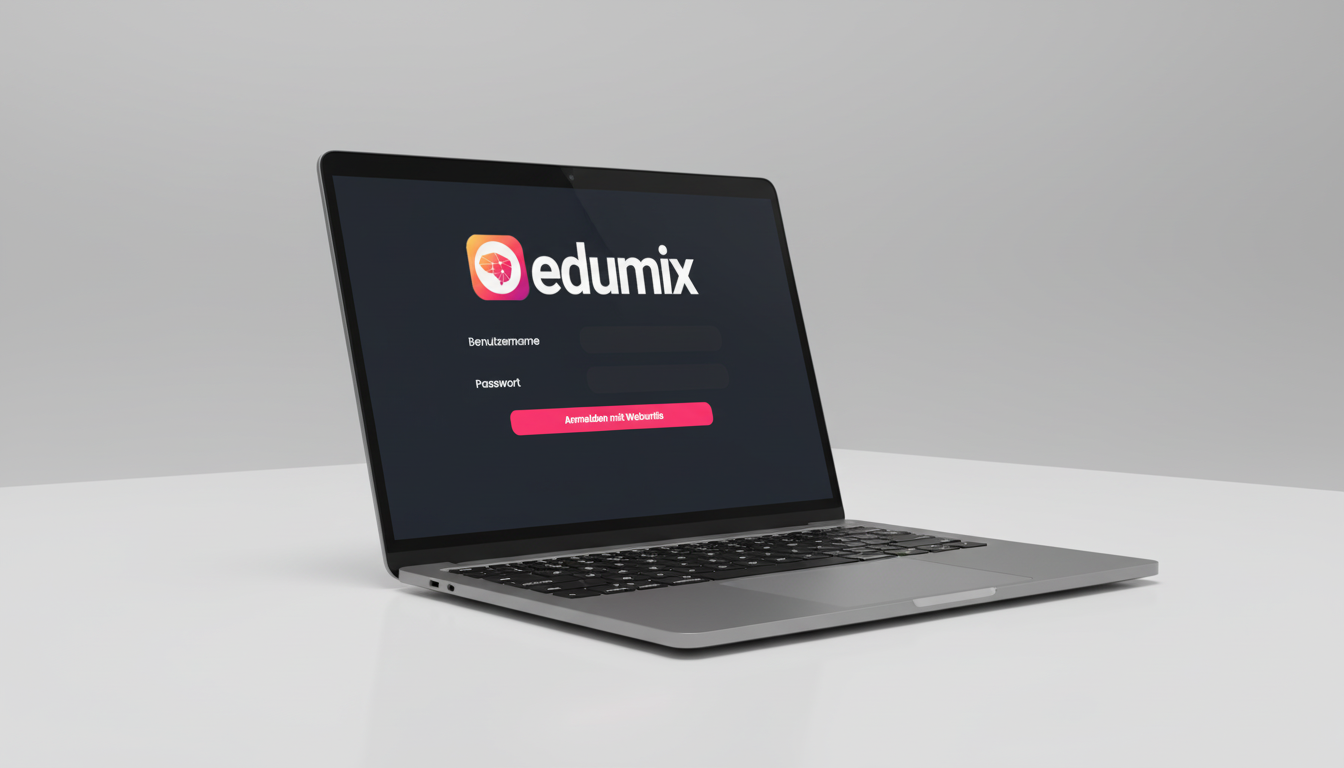 edumix
Benutzername
Passwort
Anmelden mit Webuntis